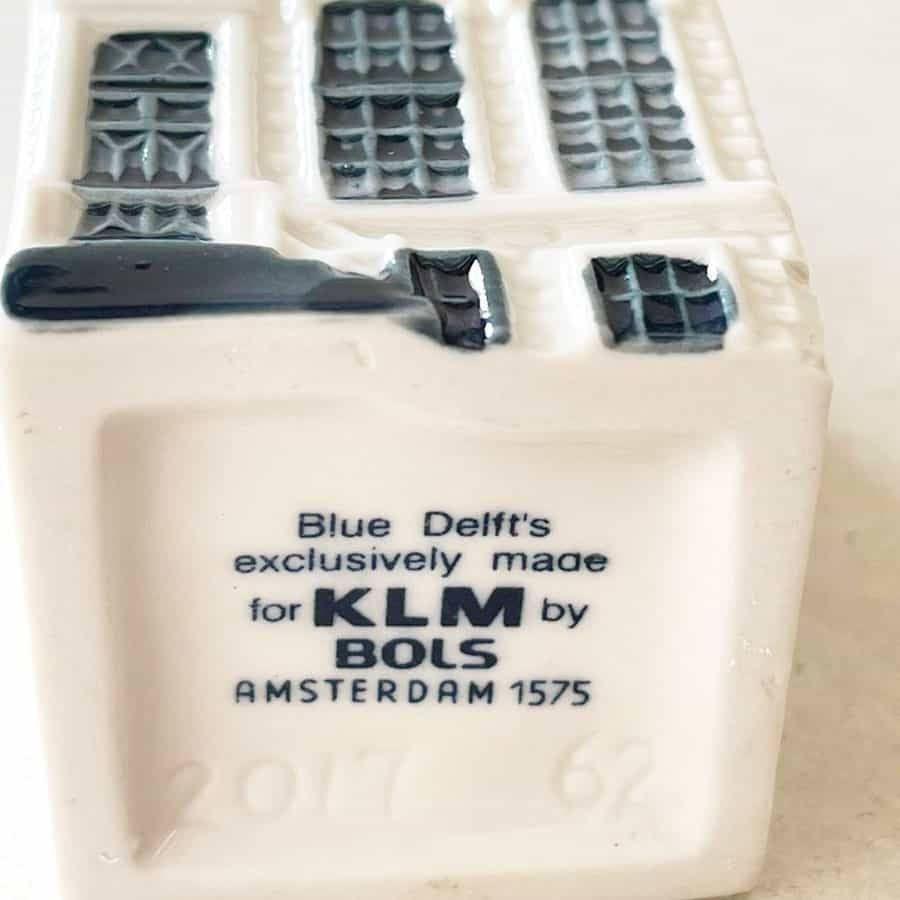 Blue Delft's
exclusively made
for KLM by
BOLS
AMSTERDAM 1575
2017 62